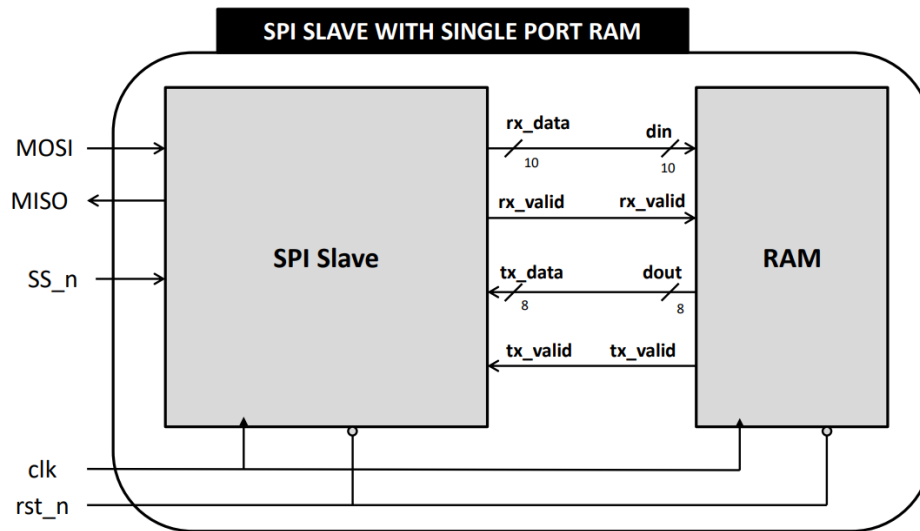 SPI SLAVE WITH SINGLE PORT RAM
rx_data din
10 10
MOSI
MISO
rx_valid rx_valid
SPI Slave
RAM
SS_n
tx_data dout
8 8
tx_valid tx_valid
clk
rst_n